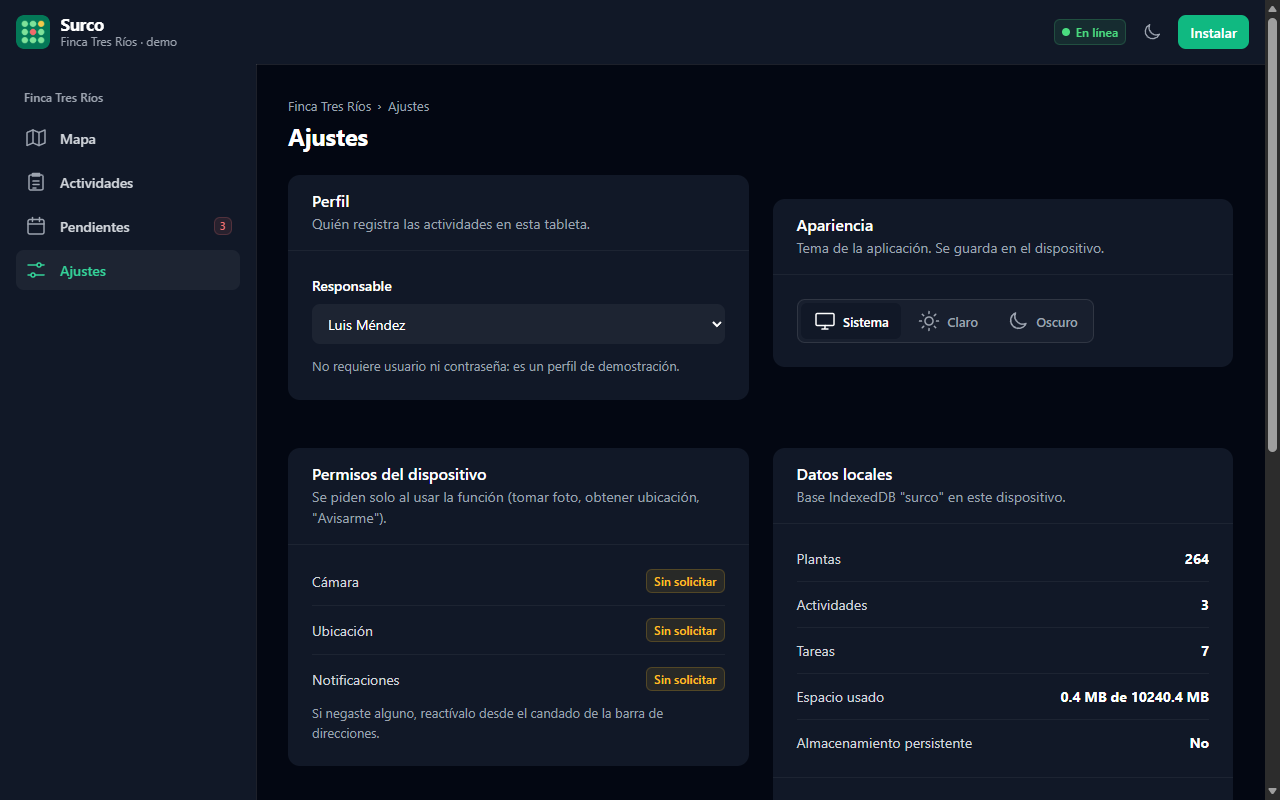 Surco
Finca Tres Ríos · demo
En línea
Instalar
Finca Tres Ríos
Mapa
Actividades
Pendientes
3
Ajustes
Finca Tres Ríos › Ajustes
Ajustes
Perfil
Quién registra las actividades en esta tableta.
Responsable
Luis Méndez
No requiere usuario ni contraseña: es un perfil de demostración.
Apariencia
Tema de la aplicación. Se guarda en el dispositivo.
Sistema
Claro
Oscuro
Permisos del dispositivo
Se piden solo al usar la función (tomar foto, obtener ubicación,
"Avisarme").
Cámara
Sin solicitar
Ubicación
Sin solicitar
Notificaciones
Sin solicitar
Si negaste alguno, reactívalo desde el candado de la barra de
direcciones.
Datos locales
Base IndexedDB "surco" en este dispositivo.
Plantas
264
Actividades
3
Tareas
7
Espacio usado
0.4 MB de 10240.4 MB
Almacenamiento persistente
No